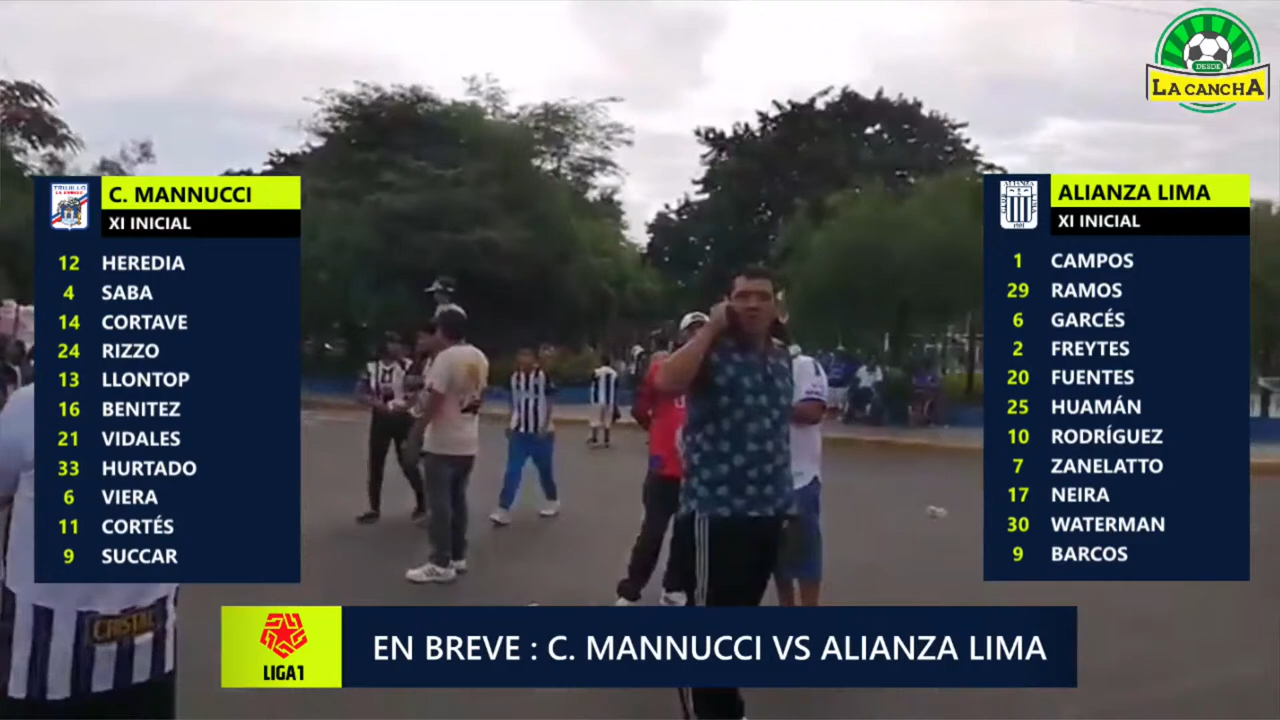 DESDE
LA CANCHA
TRUJILLO
C. MANNUCCI
XI INICIAL
12 HEREDIA
4 SABA
14 CORTAVE
24 RIZZO
13 LLONTOP
16 BENITEZ
21 VIDALES
33 HURTADO
6 VIERA
11 CORTÉS
9 SUCCAR
ALIANZA
ALIANZA LIMA
XI INICIAL
1 CAMPOS
29 RAMOS
6 GARCÉS
2 FREYTES
20 FUENTES
25 HUAMÁN
10 RODRÍGUEZ
7 ZANELATTO
17 NEIRA
30 WATERMAN
9 BARCOS
CRISTAL
LIGA1
EN BREVE : C. MANNUCCI VS ALIANZA LIMA